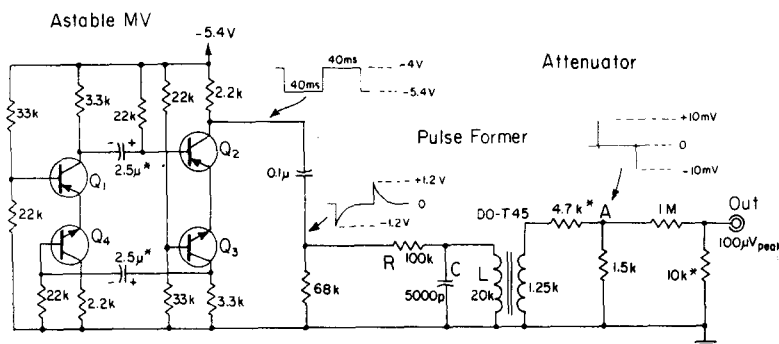 Astable MV
-5.4V
40ms
40ms
-4V
-5.4V
Attenuator
33k
3.3k
22k
22k
2.2k
- +
2.5μ*
Q1
Q2
Pulse Former
+10mV
0
-10mV
0.1μ
+1.2V
0
-1.2V
DO-T45
4.7k*
A
1M
Out
100μVpeak
22k
Q4
2.5μ*
- +
Q3
R
100k
C
5000p
L
20k
1.25k
1.5k
10k*
68k
22k
2.2k
33k
3.3k